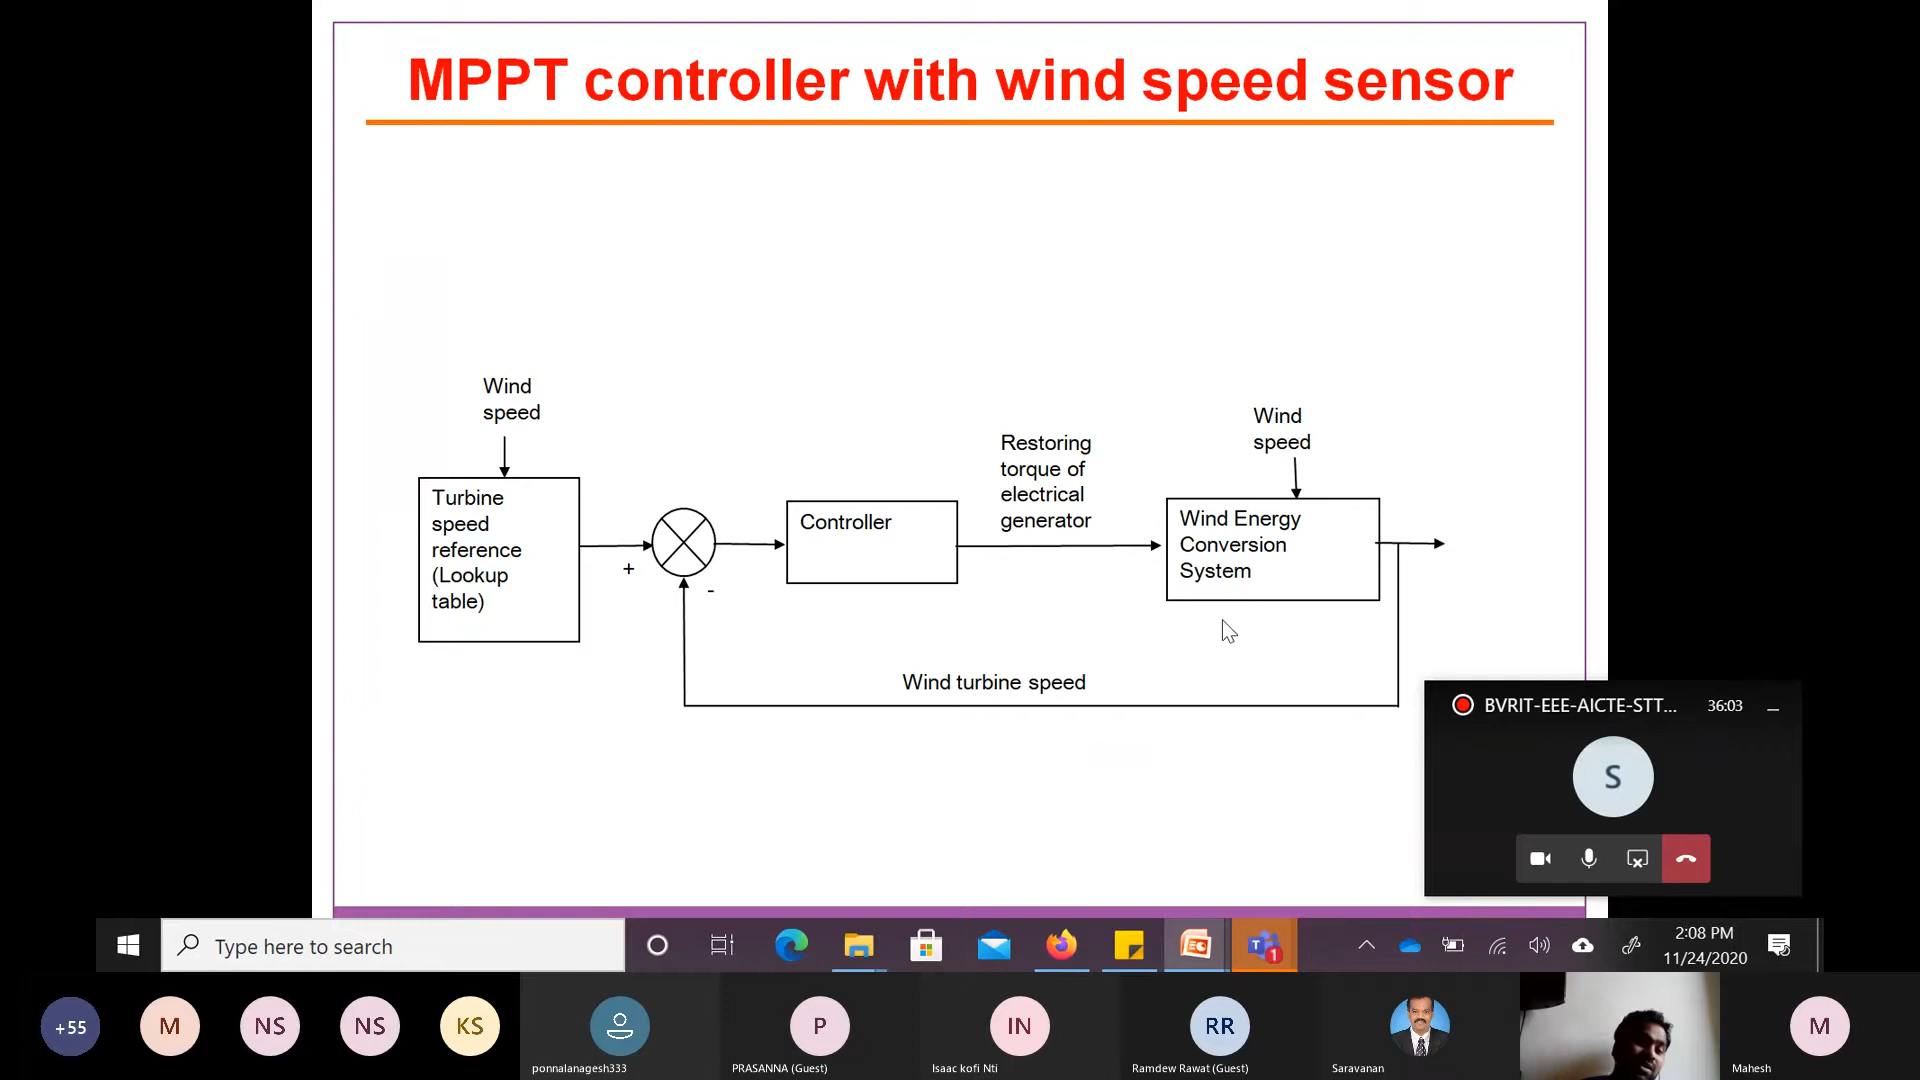 MPPT controller with wind speed sensor
Wind
speed
Turbine
speed
reference
(Lookup
table)
+
-
Controller
Restoring
torque of
electrical
generator
Wind
speed
Wind Energy
Conversion
System
Wind turbine speed
BVRIT-EEE-AICTE-STT... 36:03
S
Type here to search
1
2:08 PM
11/24/2020
+55
M
NS
NS
KS
P
IN
RR
M
ponnalanagesh333
PRASANNA (Guest)
Isaac kofi Nti
Ramdew Rawat (Guest)
Saravanan
Mahesh